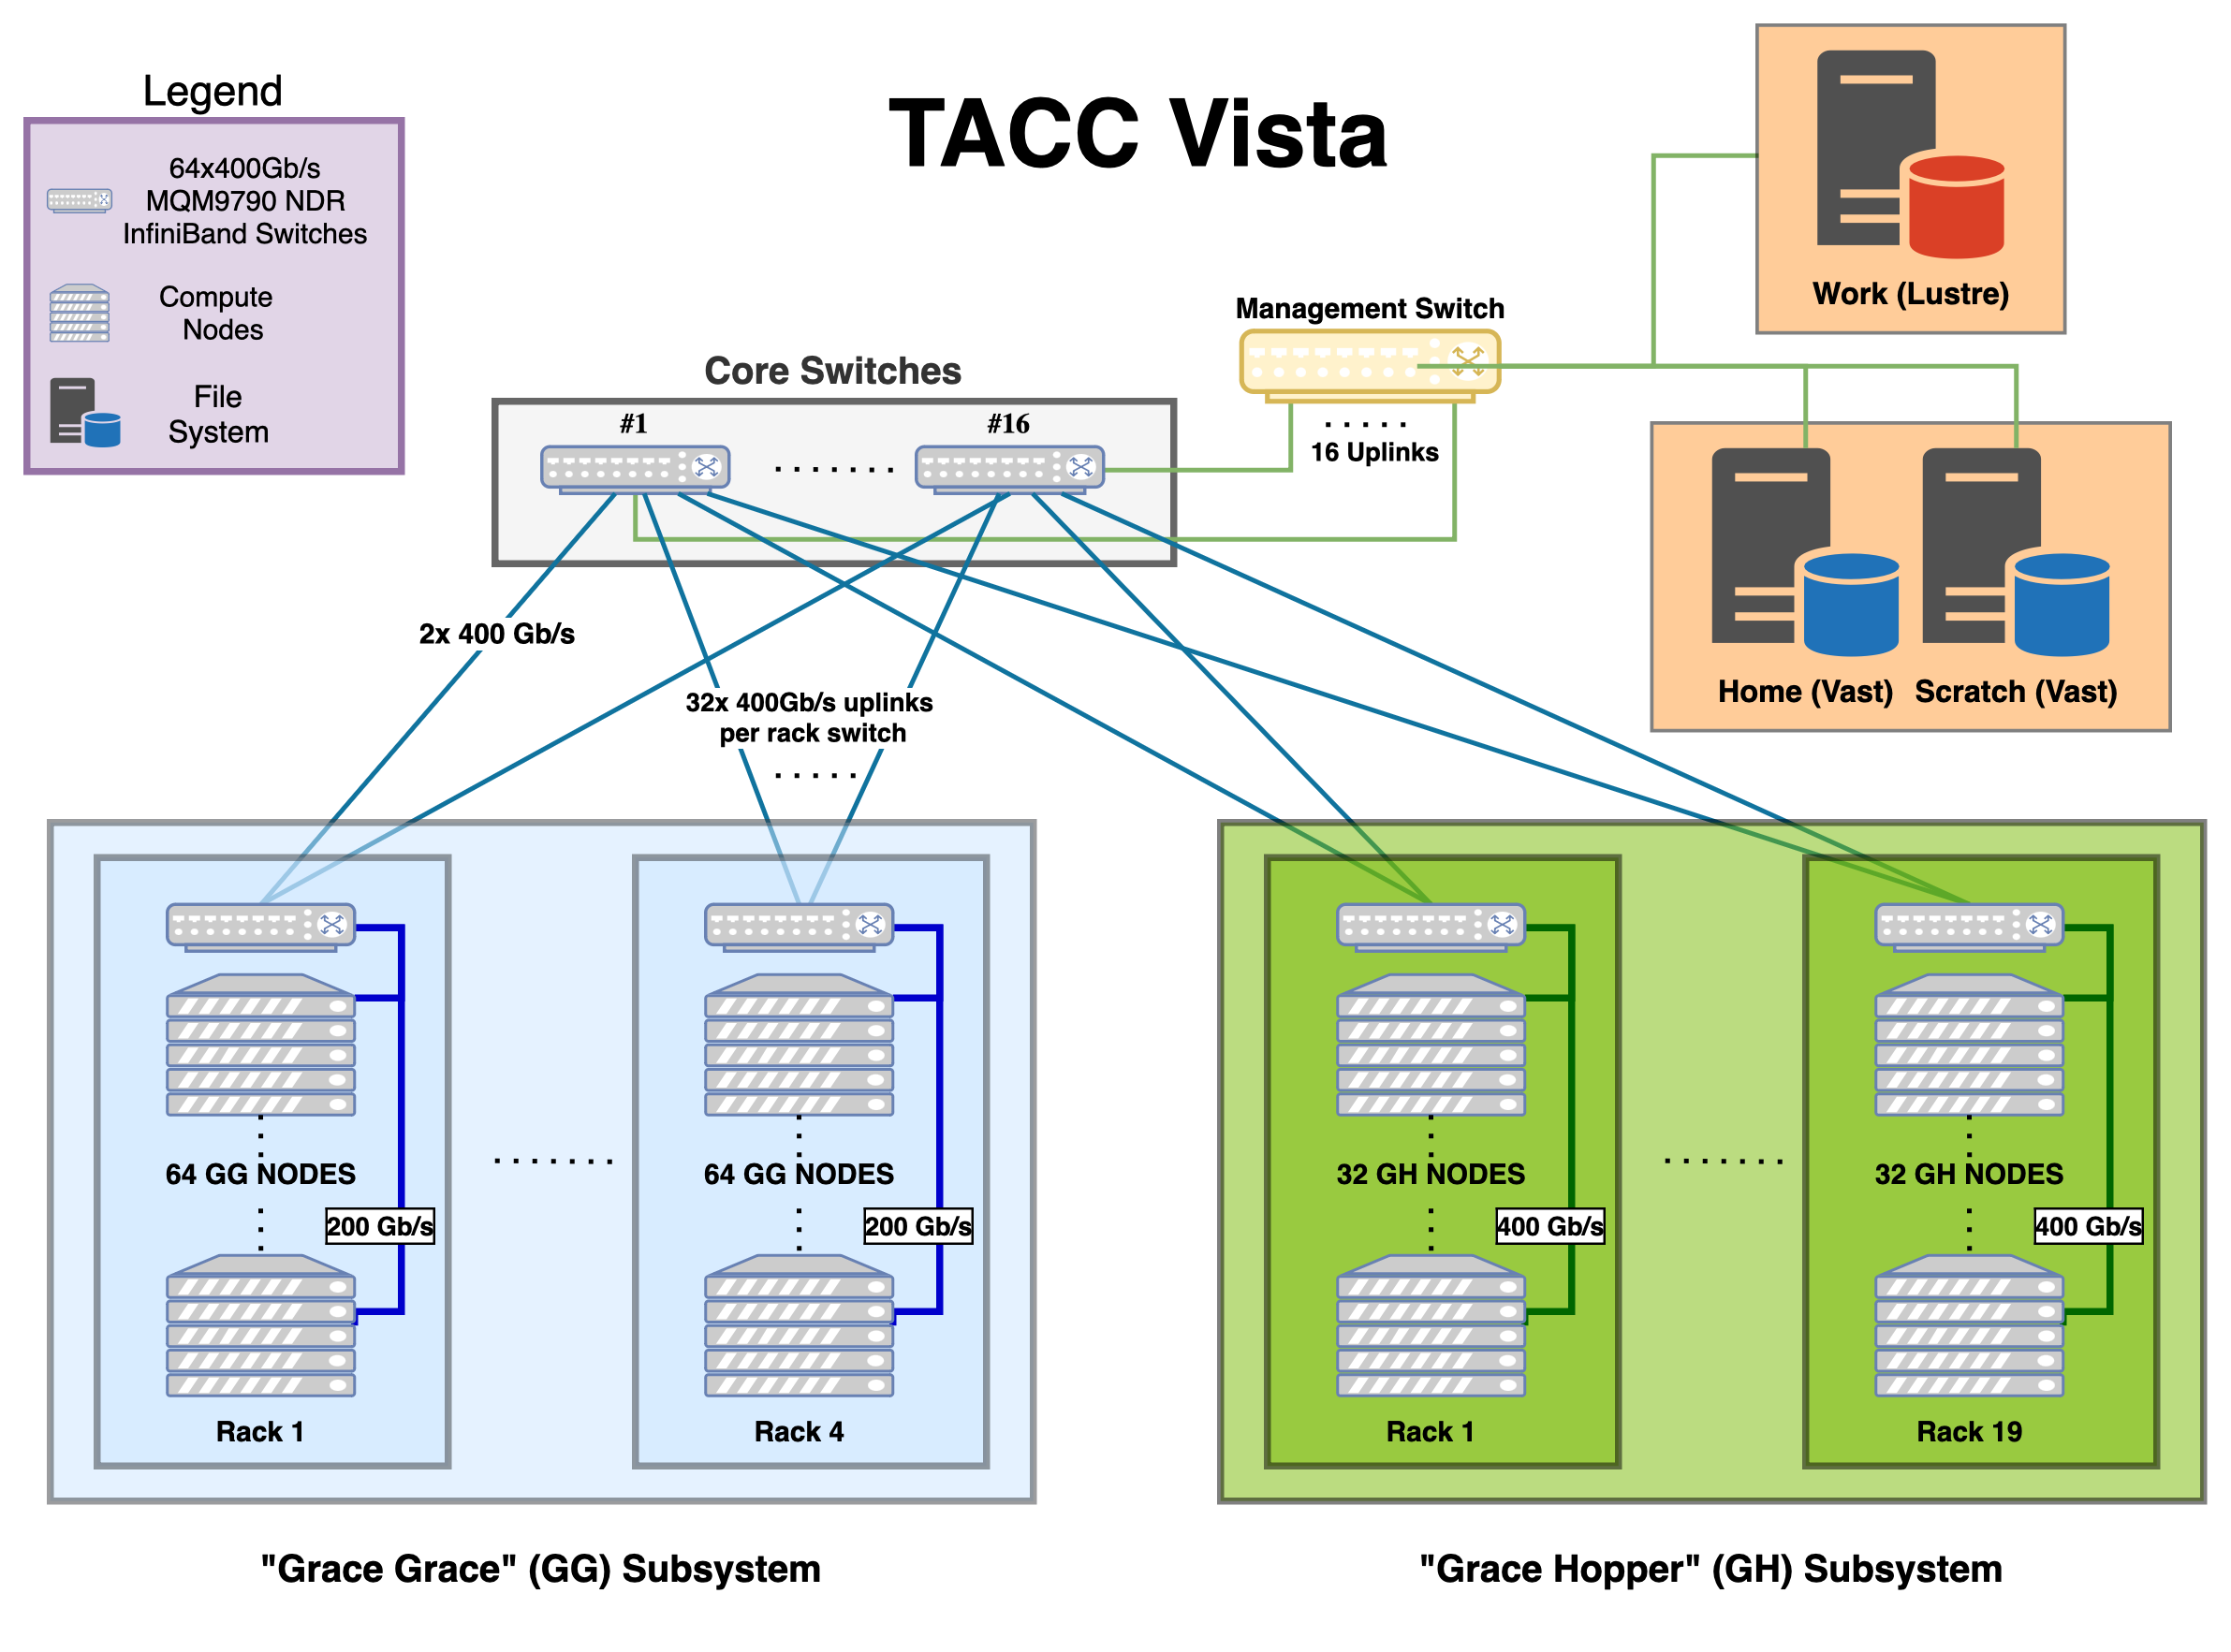 TACC Vista
Legend
64x400Gb/s
MQM9790 NDR
InfiniBand Switches
Compute
Nodes
File
System
Work (Lustre)
Management Switch
16 Uplinks
Core Switches
#1
#16
Home (Vast)
Scratch (Vast)
2x 400 Gb/s
32x 400Gb/s uplinks
per rack switch
64 GG NODES
200 Gb/s
Rack 1
64 GG NODES
200 Gb/s
Rack 4
32 GH NODES
400 Gb/s
Rack 1
32 GH NODES
400 Gb/s
Rack 19
"Grace Grace" (GG) Subsystem
"Grace Hopper" (GH) Subsystem